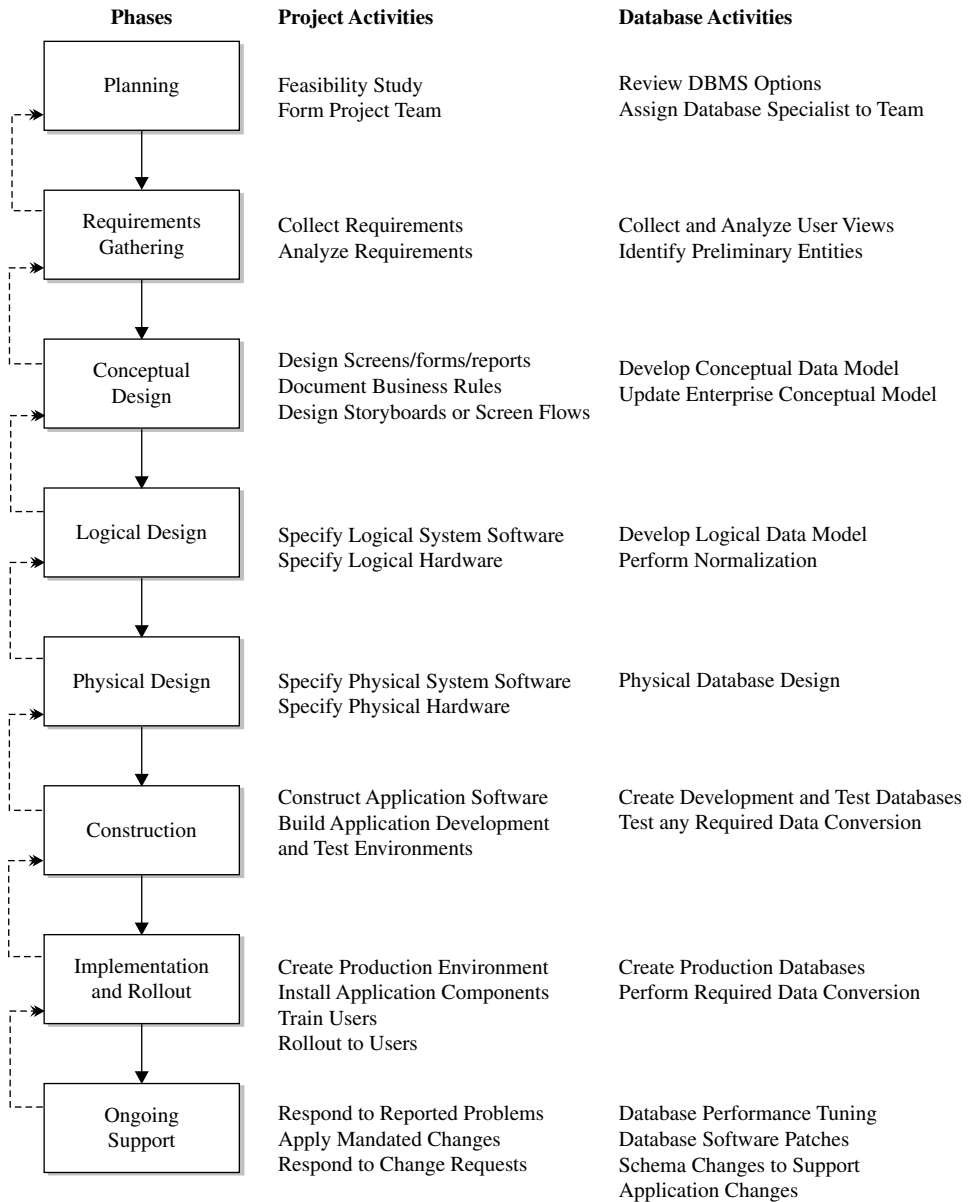 Phases
Project Activities
Database Activities
Planning
Feasibility Study
Form Project Team
Review DBMS Options
Assign Database Specialist to Team
Requirements
Gathering
Collect Requirements
Analyze Requirements
Collect and Analyze User Views
Identify Preliminary Entities
Conceptual
Design
Design Screens/forms/reports
Document Business Rules
Design Storyboards or Screen Flows
Develop Conceptual Data Model
Update Enterprise Conceptual Model
Logical Design
Specify Logical System Software
Specify Logical Hardware
Develop Logical Data Model
Perform Normalization
Physical Design
Specify Physical System Software
Specify Physical Hardware
Physical Database Design
Construction
Construct Application Software
Build Application Development
and Test Environments
Create Development and Test Databases
Test any Required Data Conversion
Implementation
and Rollout
Create Production Environment
Install Application Components
Train Users
Rollout to Users
Create Production Databases
Perform Required Data Conversion
Ongoing
Support
Respond to Reported Problems
Apply Mandated Changes
Respond to Change Requests
Database Performance Tuning
Database Software Patches
Schema Changes to Support
Application Changes